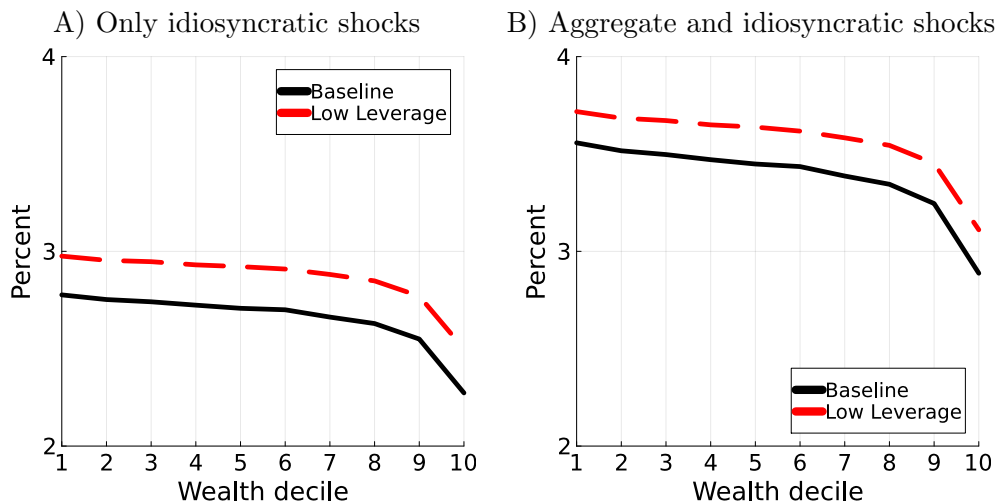 A) Only idiosyncratic shocks
4
3
2
Percent
Baseline
Low Leverage
1 2 3 4 5 6 7 8 9 10
Wealth decile
B) Aggregate and idiosyncratic shocks
4
3
2
Percent
Baseline
Low Leverage
1 2 3 4 5 6 7 8 9 10
Wealth decile